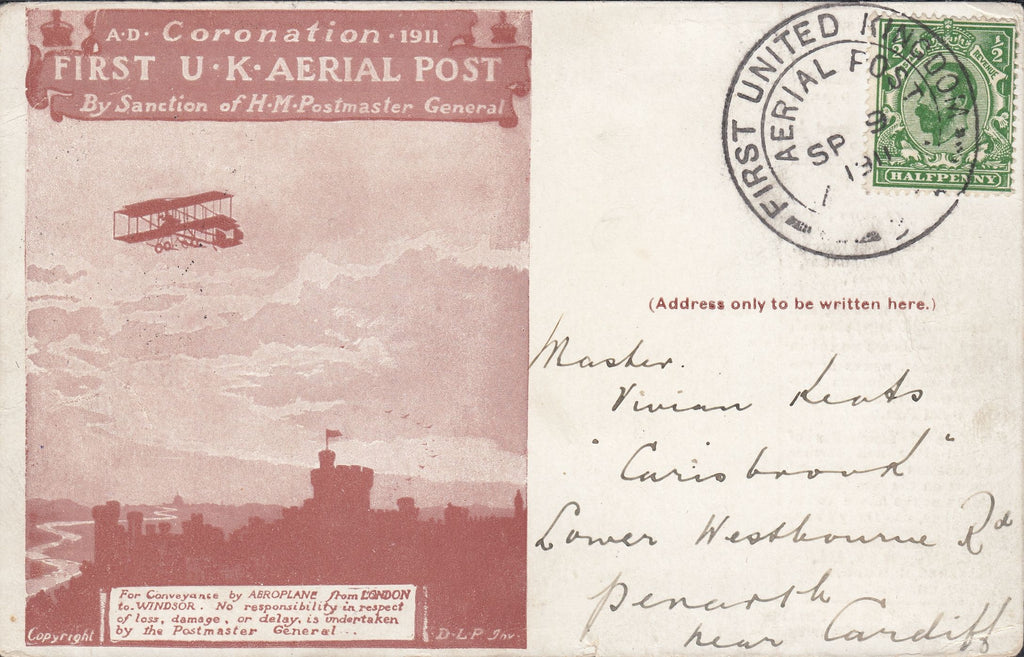 A·D· Coronation · 1911
FIRST U·K·AERIAL POST
By Sanction of H·M·Postmaster General
For Conveyance by AEROPLANE from LONDON
to WINDSOR. No responsibility in respect
of loss, damage, or delay, is undertaken
by the Postmaster General...
Copyright
D·L·P· Inv.
FIRST UNITED KINGDOM
AERIAL POST
SP 9
1911
1
HALFPENNY
(Address only to be written here.)
Master.
Vivian Keats
"Carisbrook"
Lower Westbourne Rd
Penarth
near Cardiff